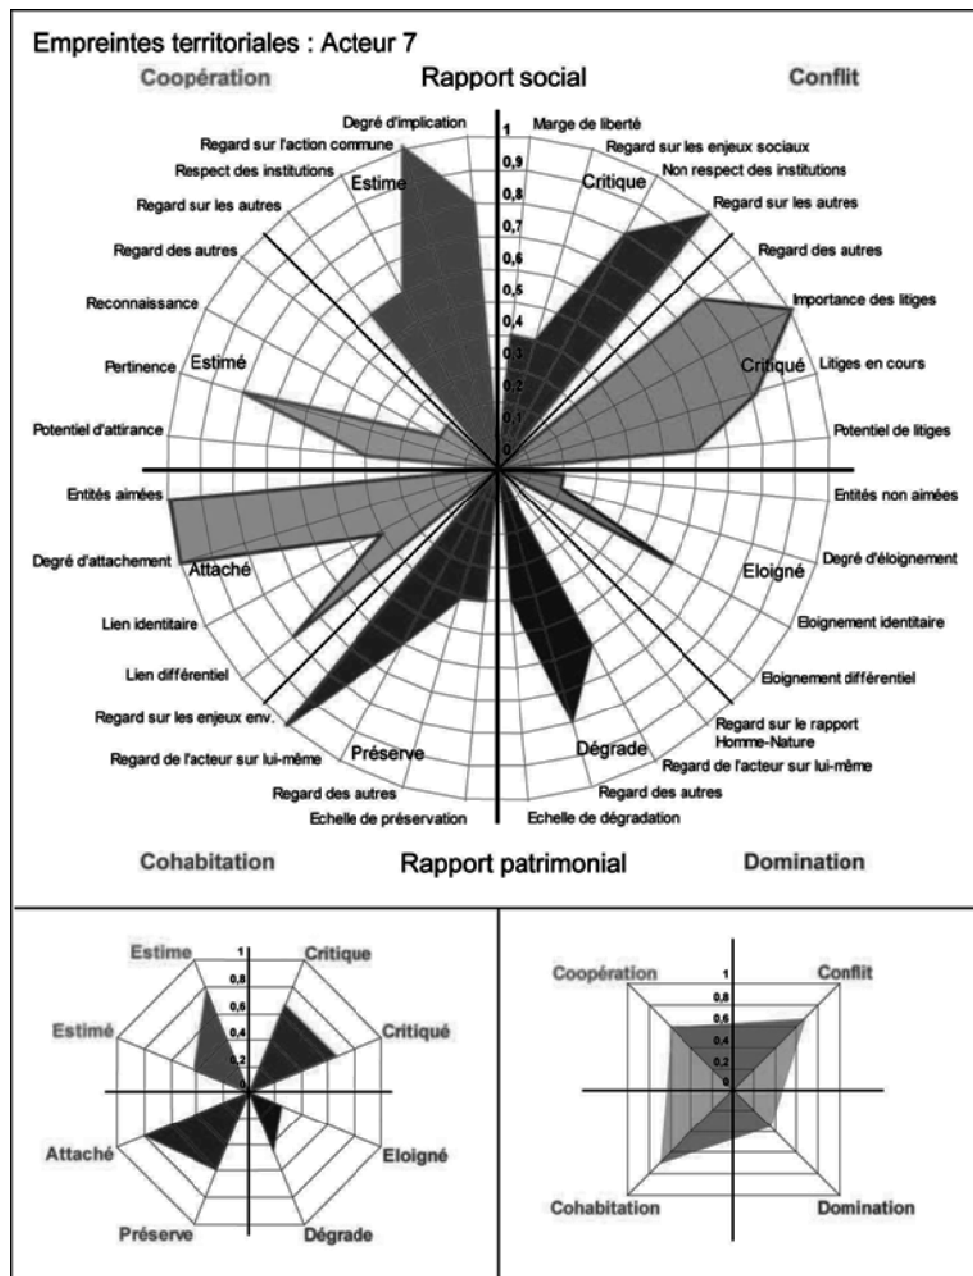 Empreintes territoriales : Acteur 7
Coopération
Rapport social
Conflit
Degré d'implication
Regard sur l'action commune
Respect des institutions
Regard sur les autres
Regard des autres
Reconnaissance
Pertinence
Potentiel d'attirance
Estime
Estimé
1
0,9
0,8
0,7
0,6
0,5
0,4
0,3
0,2
0,1
0
Marge de liberté
Regard sur les enjeux sociaux
Critique
Non respect des institutions
Regard sur les autres
Regard des autres
Importance des litiges
Critiqué
Litiges en cours
Potentiel de litiges
Entités aimées
Degré d'attachement
Attaché
Lien identitaire
Lien différentiel
Regard sur les enjeux env.
Regard de l'acteur sur lui-même
Préserve
Regard des autres
Echelle de préservation
Entités non aimées
Degré d'éloignement
Eloigné
Eloignement identitaire
Eloignement différentiel
Regard sur le rapport
Homme-Nature
Dégrade
Regard de l'acteur sur lui-même
Regard des autres
Echelle de dégradation
Cohabitation
Rapport patrimonial
Domination
Estime
Critique
Estimé
Critiqué
1
0,8
0,6
0,4
0,2
0
Attaché
Eloigné
Préserve
Dégrade
Coopération
Conflit
1
0,8
0,6
0,4
0,2
0
Cohabitation
Domination